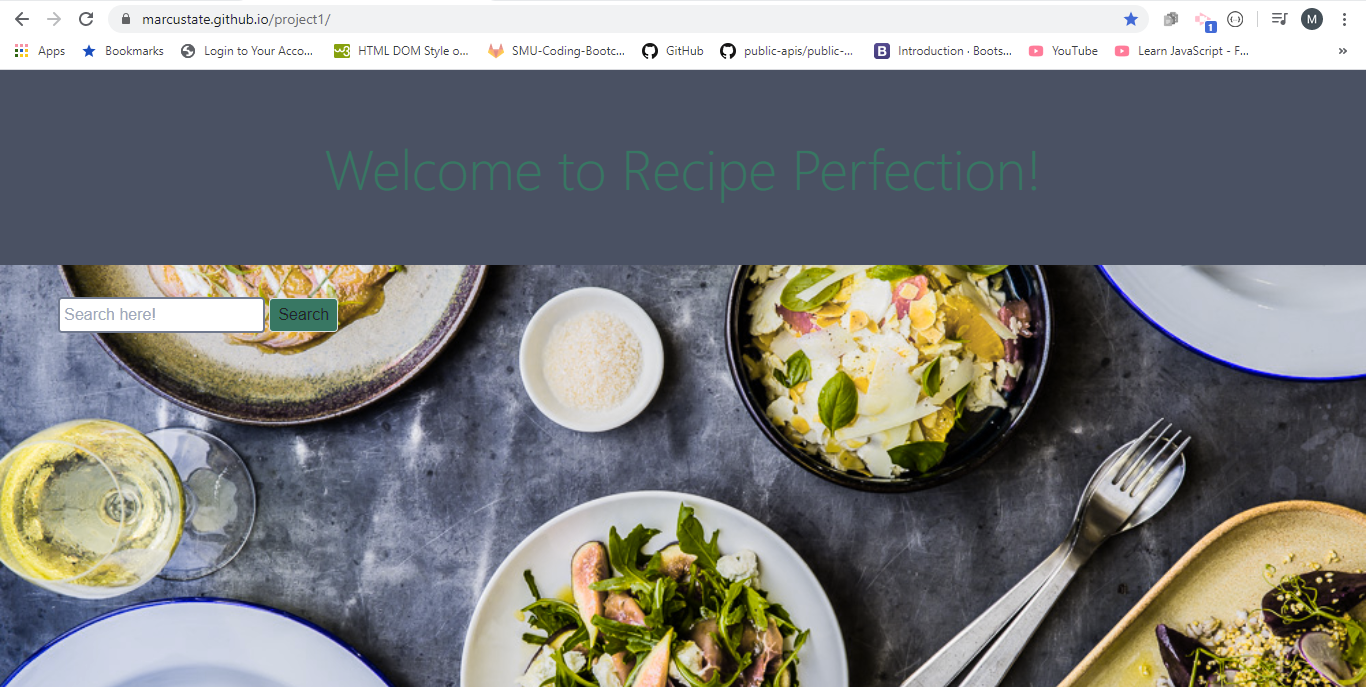 marcustate.github.io/project1/
M
Apps Bookmarks Login to Your Acco... HTML DOM Style o... SMU-Coding-Bootc... GitHub public-apis/public-... Introduction · Boots... YouTube Learn JavaScript - F... »
1
Welcome to Recipe Perfection!
Search here! Search